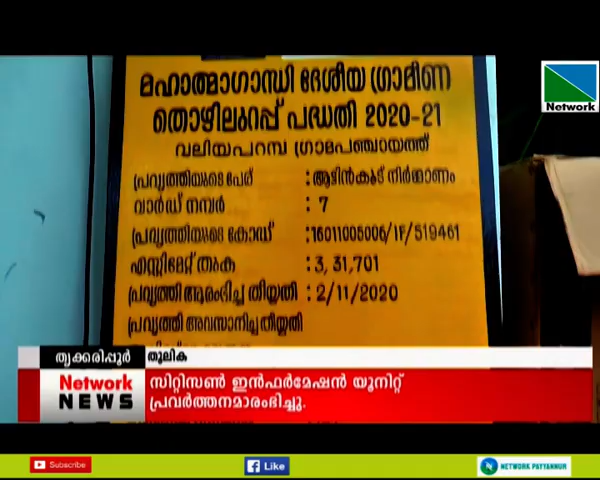 മഹാത്മാഗാന്ധി ദേശീയ ഗ്രാമീണ
തൊഴിലുറപ്പ് പദ്ധതി 2020-21
വലിയപറമ്പ ഗ്രാമപഞ്ചായത്ത്
പ്രവൃത്തിയുടെ പേര് : ആട്ടിൻകൂട് നിർമ്മാണം
വാർഡ് നമ്പർ : 7
പ്രവൃത്തിയുടെ കോഡ് :16011005006/IF/519461
എസ്റ്റിമേറ്റ് തുക : 3, 31,701
പ്രവൃത്തി ആരംഭിച്ച തീയ്യതി : 2/11/2020
പ്രവൃത്തി അവസാനിച്ച തീയ്യതി
Network
തൃക്കരിപ്പൂർ തൂലിക
Network NEWS
സിറ്റിസൺ ഇൻഫർമേഷൻ യൂണിറ്റ്
പ്രവർത്തനമാരംഭിച്ചു.
Subscribe
Like
NETWORK PAYYANNUR